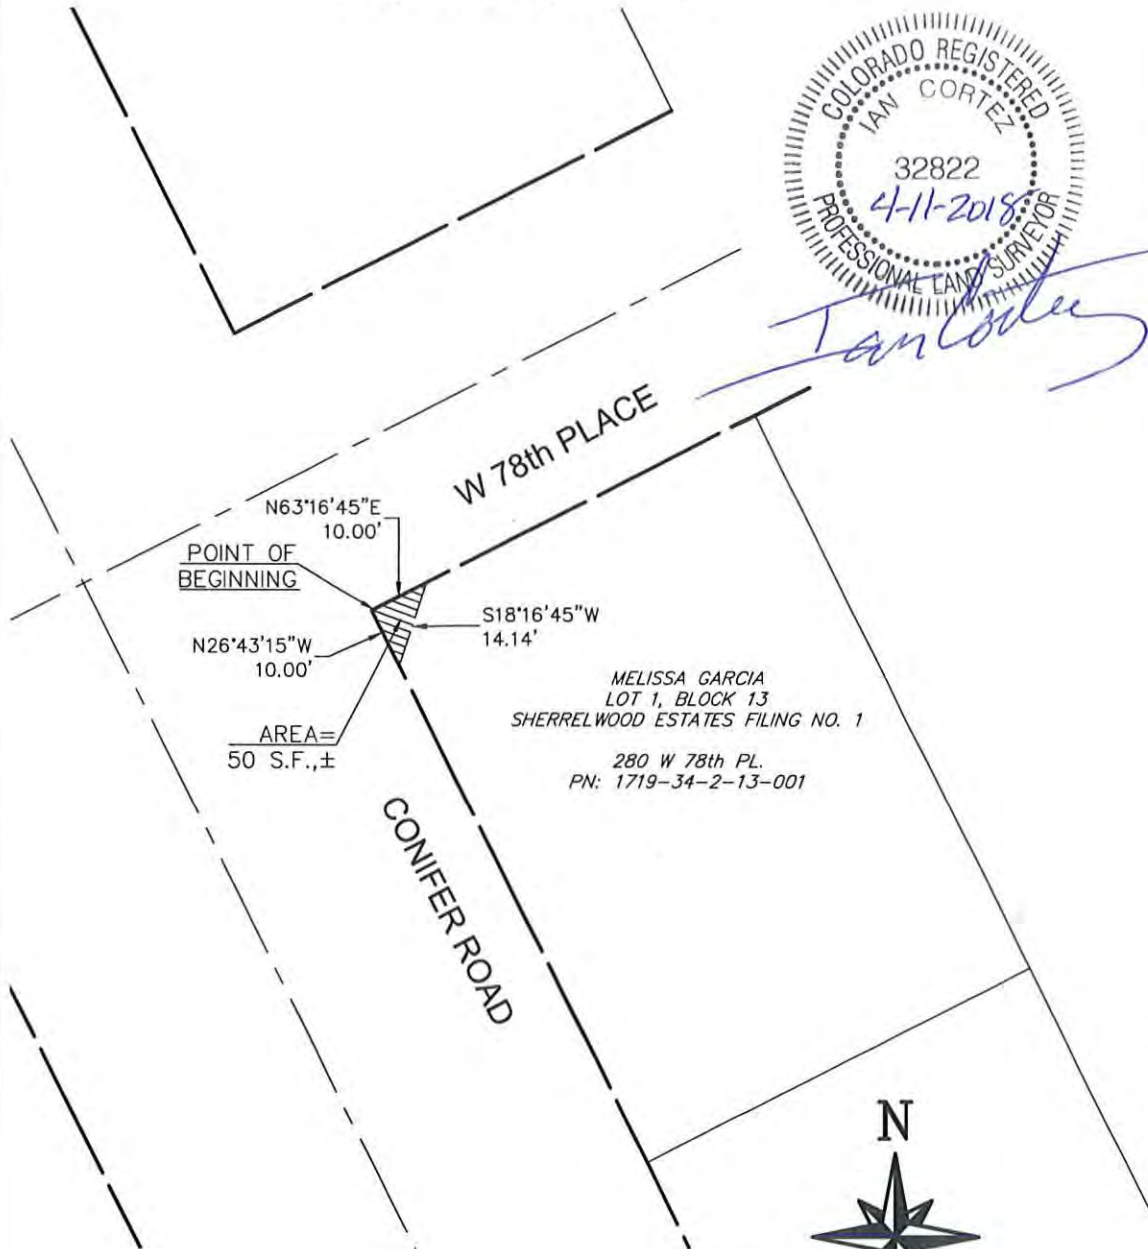 COLORADO REGISTERED
IAN CORTEZ
32822
4-11-2018
PROFESSIONAL LAND SURVEYOR
Ian Cortez
W 78th PLACE
N63°16'45"E
10.00'
POINT OF
BEGINNING
S18°16'45"W
14.14'
N26°43'15"W
10.00'
AREA=
50 S.F.,±
MELISSA GARCIA
LOT 1, BLOCK 13
SHERRELWOOD ESTATES FILING NO. 1
280 W 78th PL.
PN: 1719-34-2-13-001
CONIFER ROAD
N